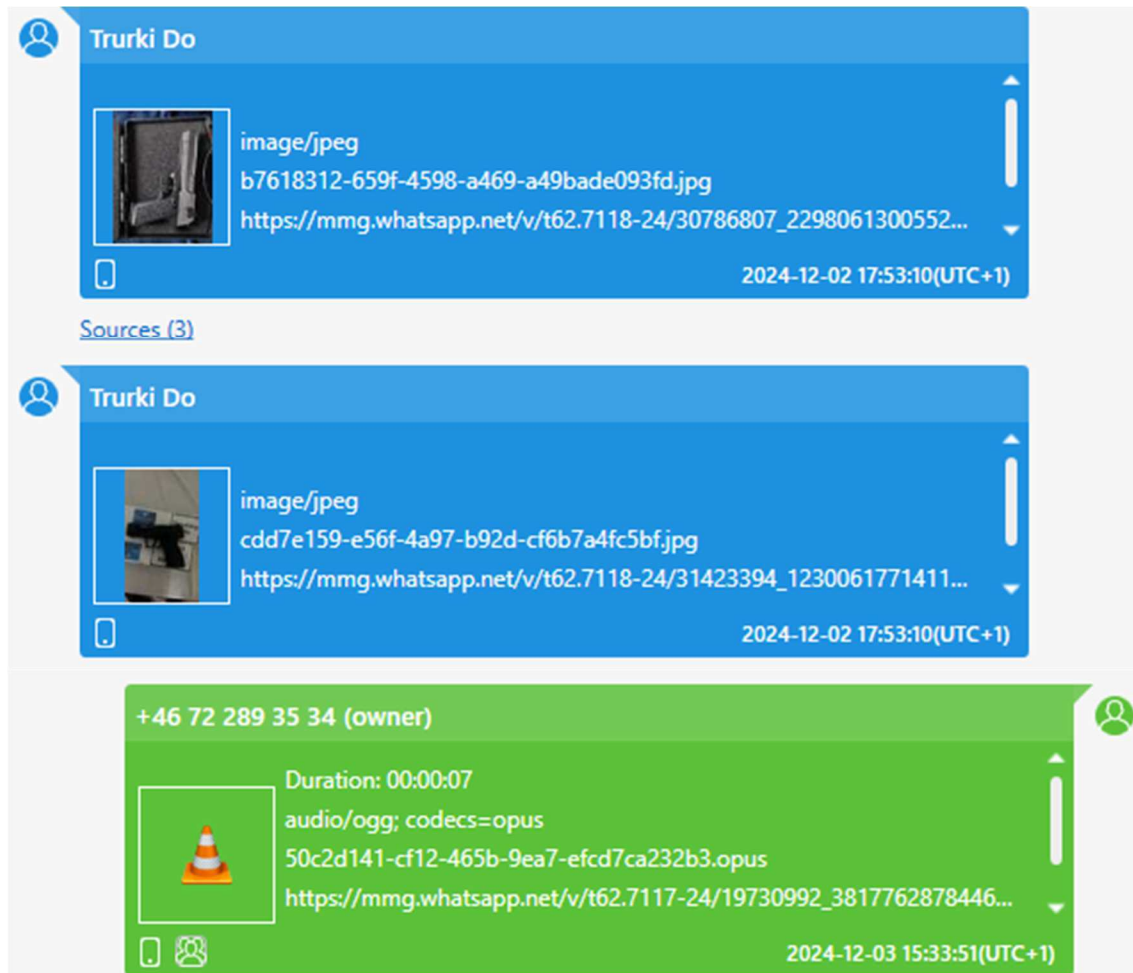 Trurki Do
image/jpeg
b7618312-659f-4598-a469-a49bade093fd.jpg
https://mmg.whatsapp.net/v/t62.7118-24/30786807_2298061300552...
2024-12-02 17:53:10(UTC+1)
Sources (3)
Trurki Do
image/jpeg
cdd7e159-e56f-4a97-b92d-cf6b7a4fc5bf.jpg
https://mmg.whatsapp.net/v/t62.7118-24/31423394_1230061771411...
2024-12-02 17:53:10(UTC+1)
+46 72 289 35 34 (owner)
Duration: 00:00:07
audio/ogg; codecs=opus
50c2d141-cf12-465b-9ea7-efcd7ca232b3.opus
https://mmg.whatsapp.net/v/t62.7117-24/19730992_3817762878446...
2024-12-03 15:33:51(UTC+1)